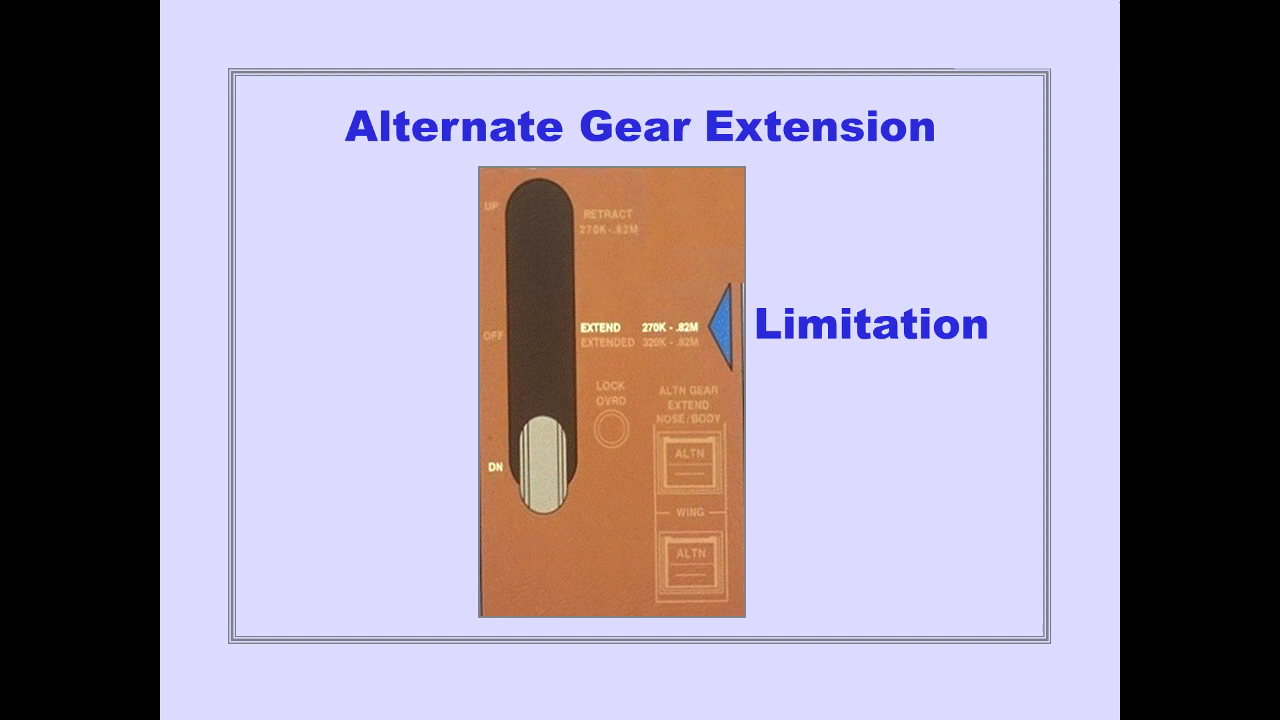 Alternate Gear Extension
UP
RETRACT
270K-.82M
Limitation
OFF
EXTEND 270K - .82M
EXTENDED 320K - .82M
LOCK
OVRD
ALTN GEAR
EXTEND
NOSE/BODY
ALTN
DN
WING
ALTN